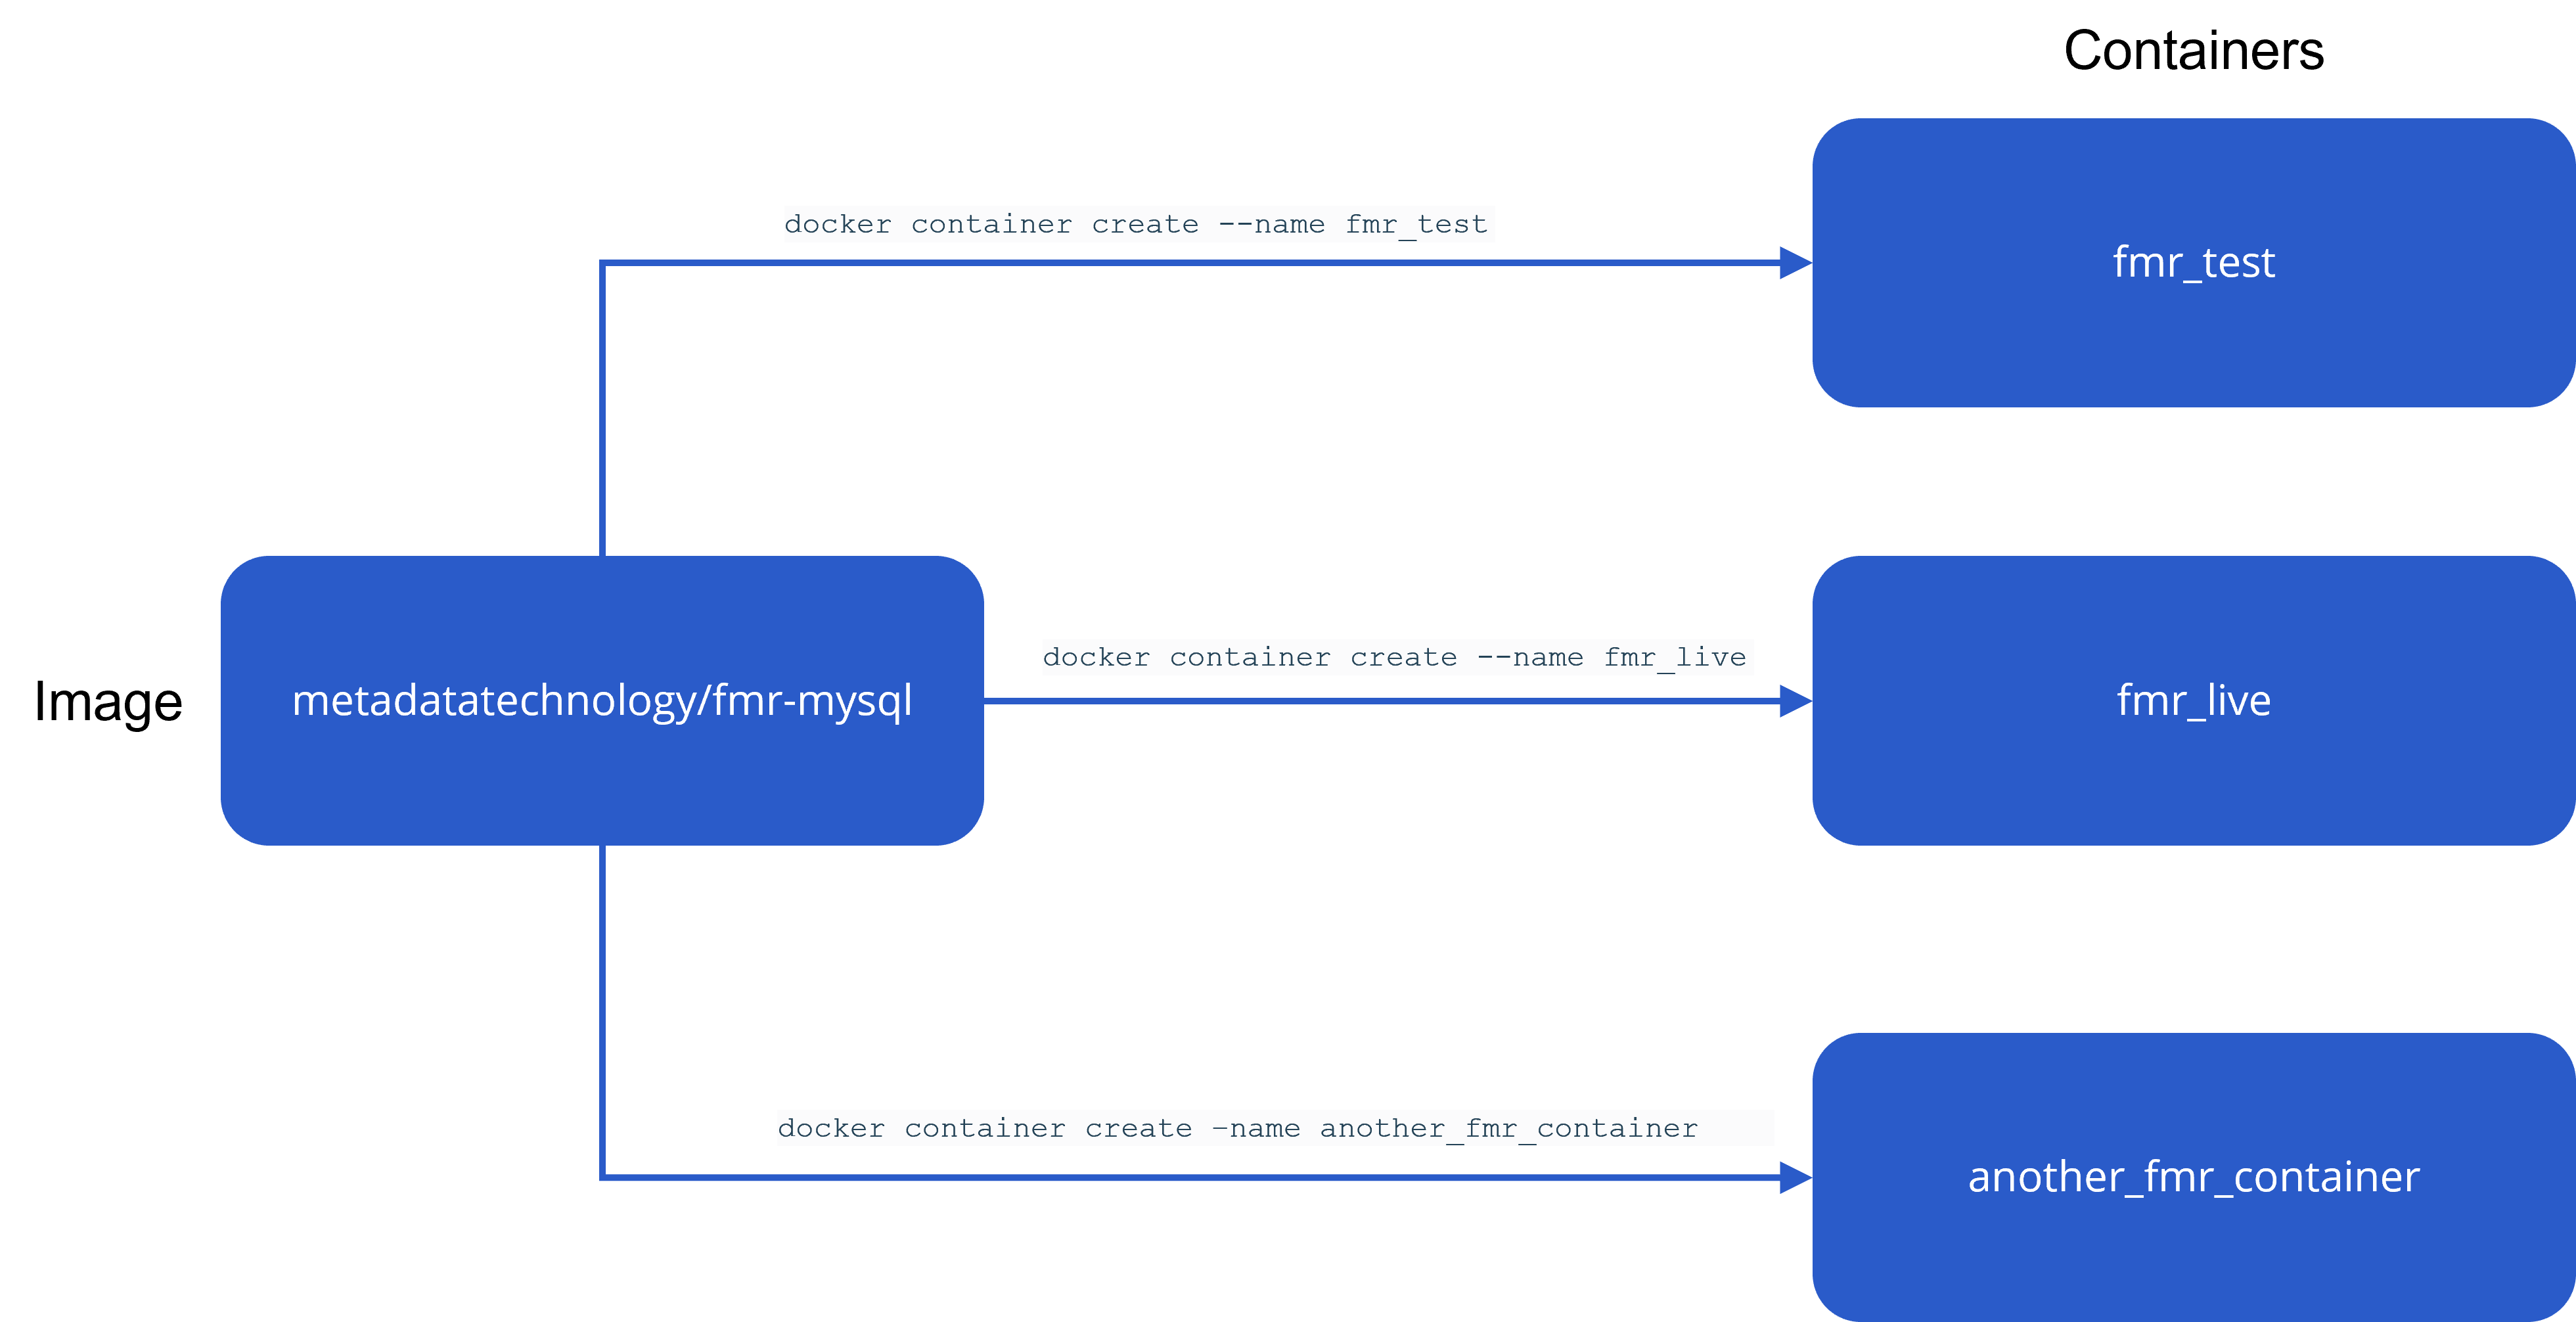 Containers
docker container create --name fmr_test
fmr_test
docker container create --name fmr_live
Image
metadatatechnology/fmr-mysql
fmr_live
docker container create –name another_fmr_container
another_fmr_container